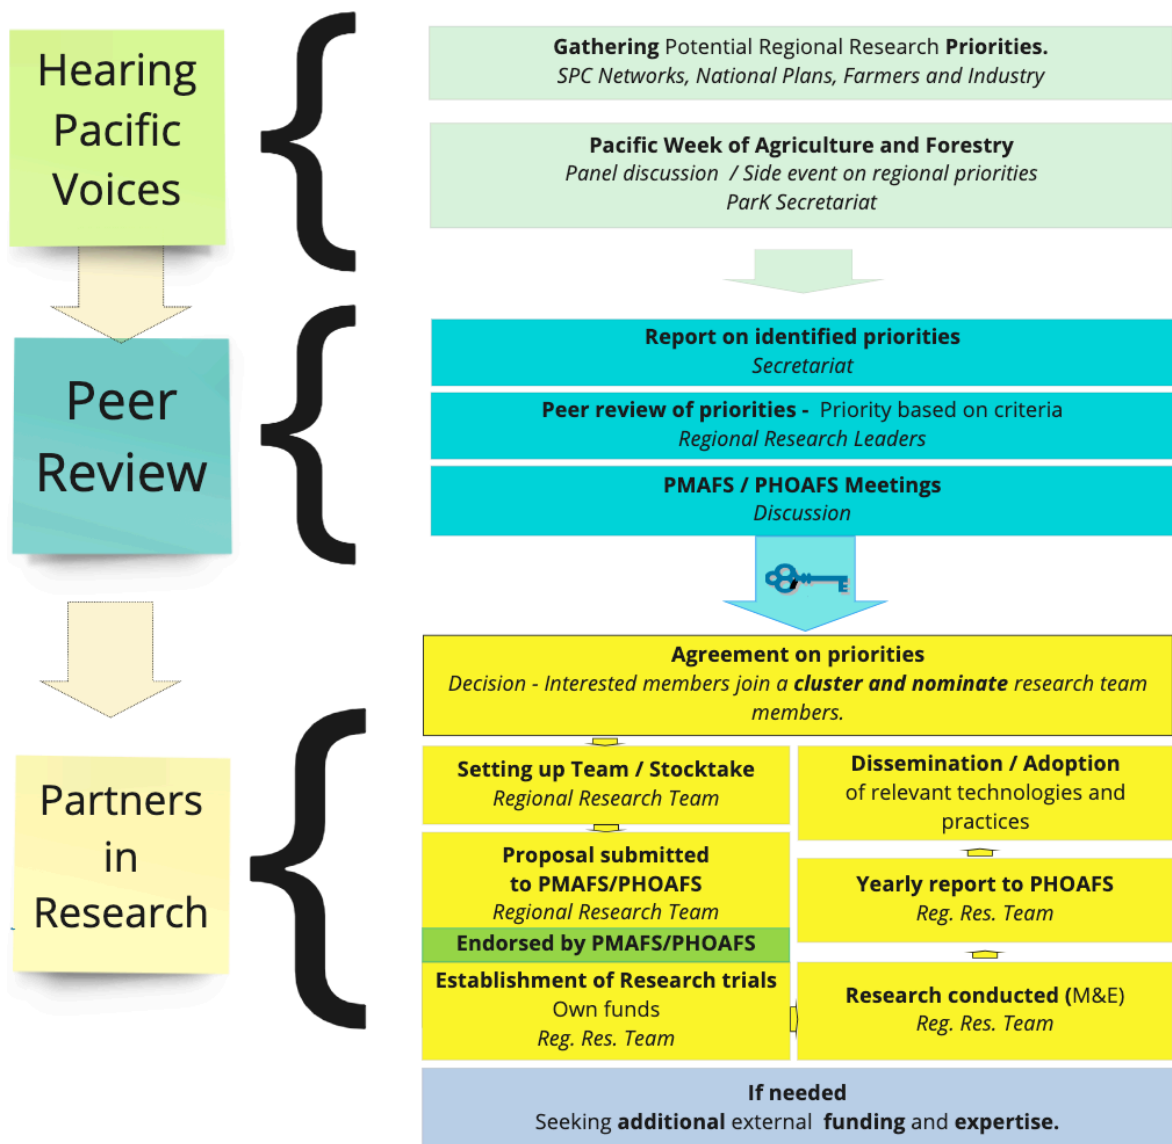 Hearing
Pacific
Voices
Gathering Potential Regional Research Priorities.
SPC Networks, National Plans, Farmers and Industry
Pacific Week of Agriculture and Forestry
Panel discussion / Side event on regional priorities
ParK Secretariat
Peer
Review
Report on identified priorities
Secretariat
Peer review of priorities - Priority based on criteria
Regional Research Leaders
PMAFS / PHOAFS Meetings
Discussion
Partners
in
Research
Agreement on priorities
Decision - Interested members join a cluster and nominate research team
members.
Setting up Team / Stocktake
Regional Research Team
Proposal submitted
to PMAFS/PHOAFS
Regional Research Team
Endorsed by PMAFS/PHOAFS
Establishment of Research trials
Own funds
Reg. Res. Team
Dissemination / Adoption
of relevant technologies and
practices
Yearly report to PHOAFS
Reg. Res. Team
Research conducted (M&E)
Reg. Res. Team
If needed
Seeking additional external funding and expertise.